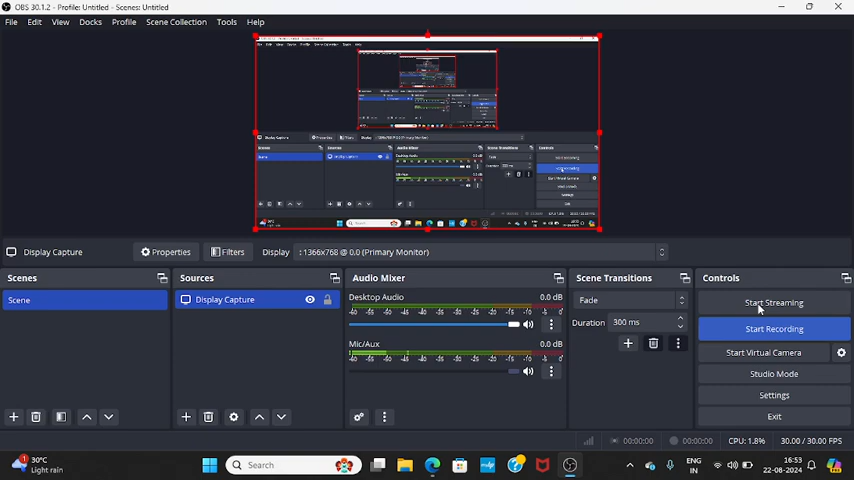 OBS 30.1.2 - Profile: Untitled - Scenes: Untitled
File Edit View Docks Profile Scene Collection Tools Help
Display Capture Properties Filters Display :1366x768 @ 0,0 (Primary Monitor)
Scenes
Scene
Sources
Display Capture
Audio Mixer
Desktop Audio 0.0 dB
-60 -55 -50 -45 -40 -35 -30 -25 -20 -15 -10 -5 0
Mic/Aux 0.0 dB
-60 -55 -50 -45 -40 -35 -30 -25 -20 -15 -10 -5 0
Scene Transitions
Fade
Duration 300 ms
Controls
Start Streaming
Start Recording
Start Virtual Camera
Studio Mode
Settings
Exit
00:00:00 00:00:00 CPU: 1.8% 30.00 / 30.00 FPS
1
30°C
Light rain
Search
ENG
IN
16:53
22-08-2024